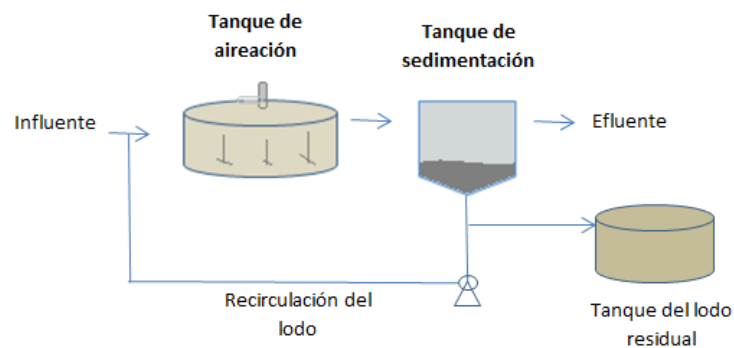 Tanque de
aireación
Tanque de
sedimentación
Influente
Efluente
Recirculación del
lodo
Tanque del lodo
residual